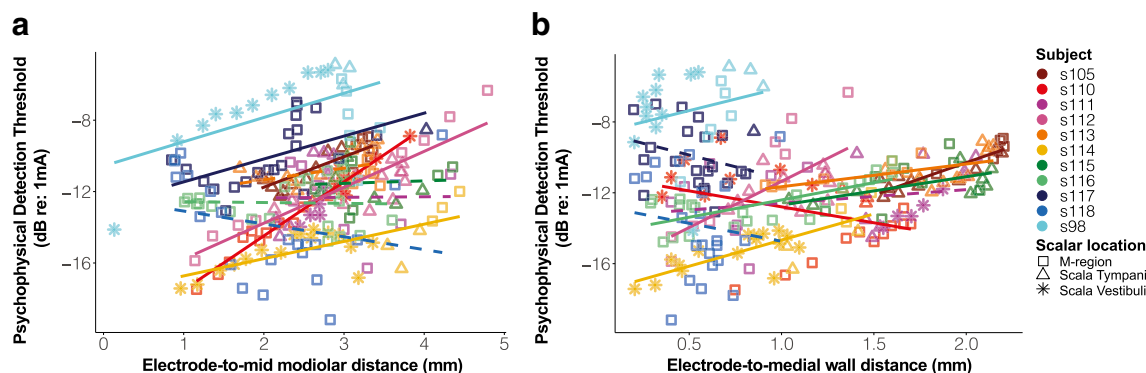 a
Psychophysical Detection Threshold
(dB re: 1mA)
−8
−12
−16
0
1
2
3
4
5
Electrode-to-mid modiolar distance (mm)
b
Psychophysical Detection Threshold
(dB re: 1mA)
−8
−12
−16
0.5
1.0
1.5
2.0
Electrode-to-medial wall distance (mm)
Subject
s105
s110
s111
s112
s113
s114
s115
s116
s117
s118
s98
Scalar location
M-region
Scala Tympani
Scala Vestibuli